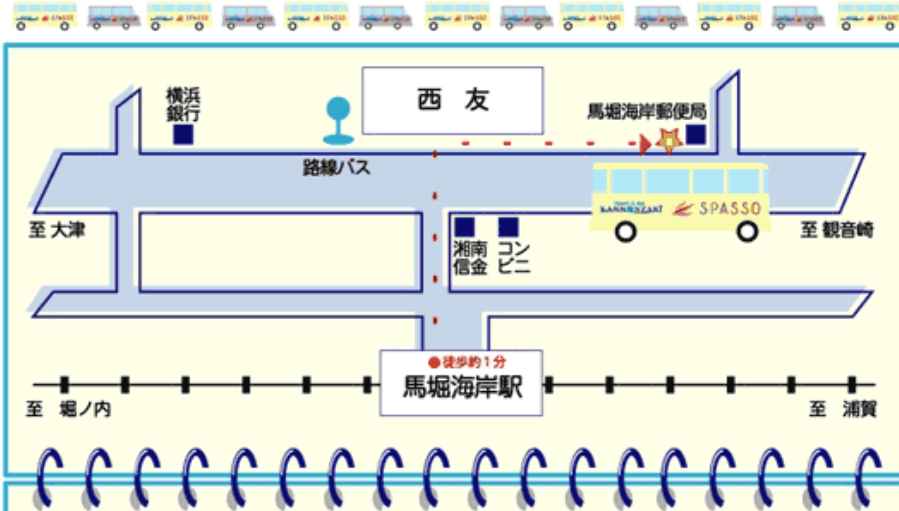 横浜
銀行
西 友
馬堀海岸郵便局
路線バス
KANNONZAKI
SPASSO
至 大津
湘南
信金
コン
ビニ
至 観音崎
●徒歩約1分
馬堀海岸駅
至 堀ノ内
至 浦賀